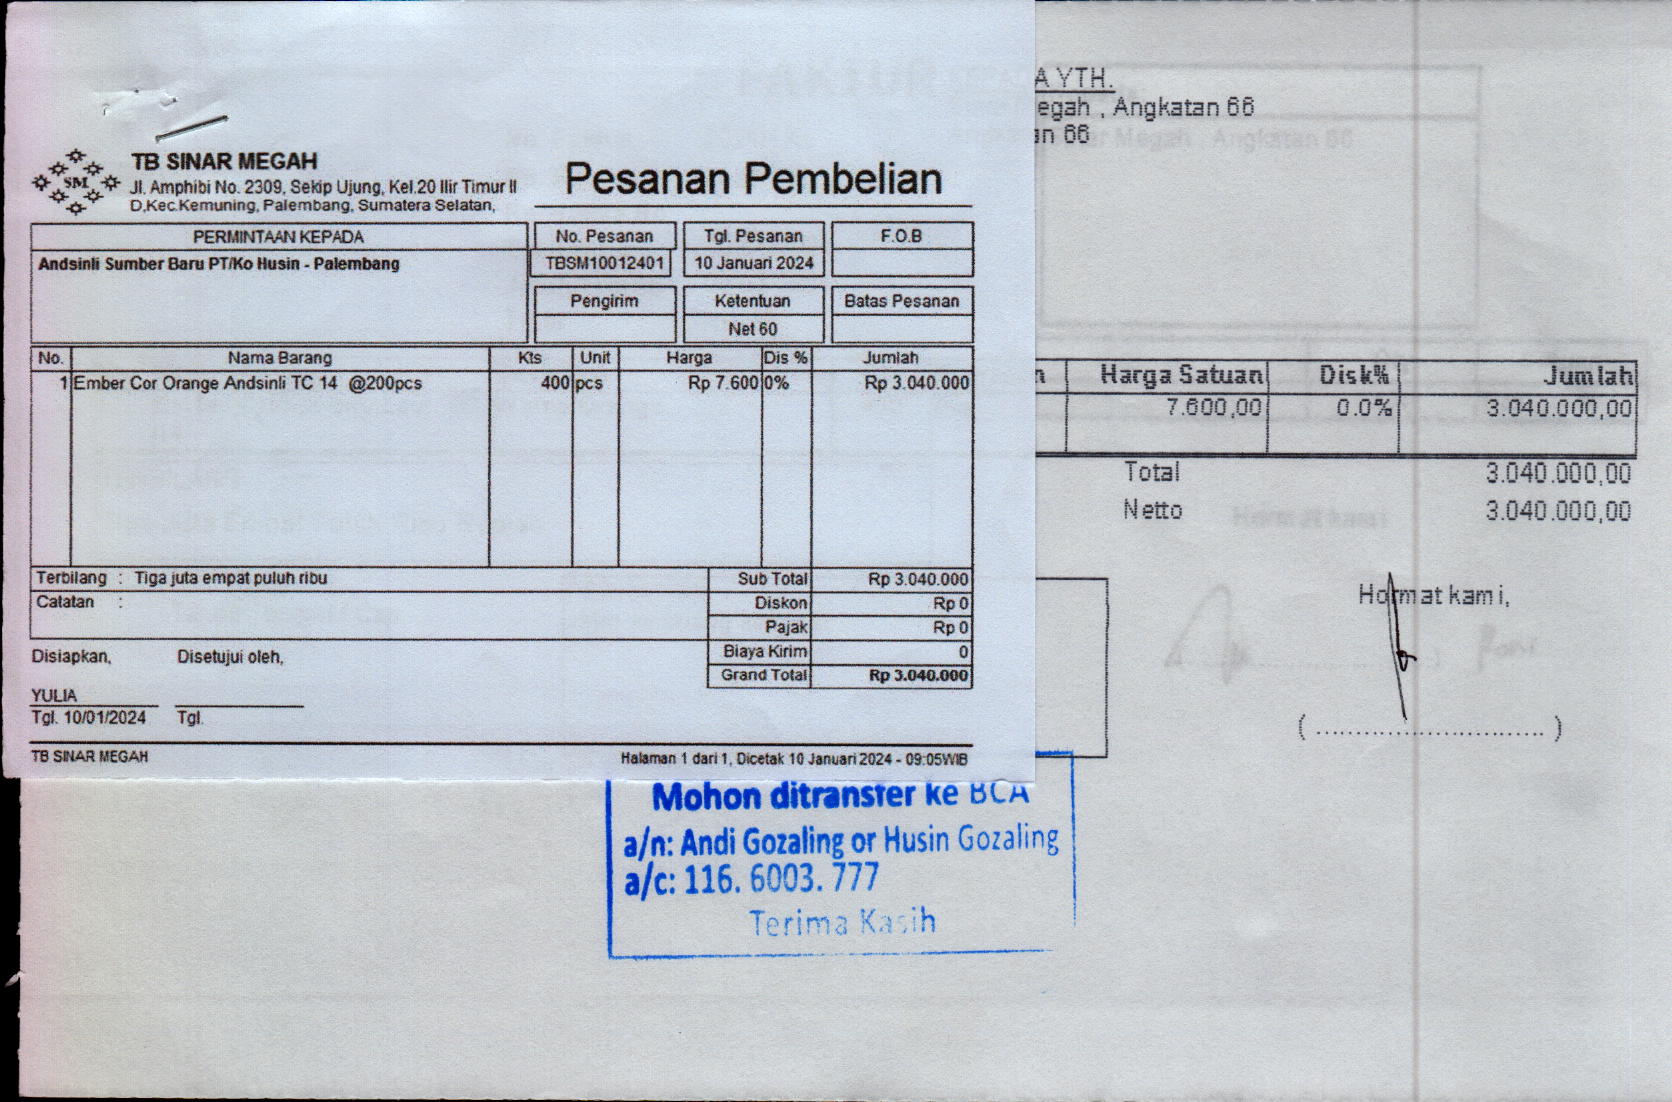 TB SINAR MEGAH
Jl. Amphibi No. 2309, Sekip Ujung, Kel.20 Ilir Timur II
D,Kec.Kemuning, Palembang, Sumatera Selatan,
SM
Pesanan Pembelian
PERMINTAAN KEPADA
Andsinli Sumber Baru PT/Ko Husin - Palembang
No. Pesanan Tgl. Pesanan F.O.B
TBSM10012401 10 Januari 2024
Pengirim Ketentuan Batas Pesanan
Net 60
No. Nama Barang Kts Unit Harga Dis % Jumlah
1 Ember Cor Orange Andsinli TC 14 @200pcs 400 pcs Rp 7.600 0% Rp 3.040.000
Terbilang : Tiga juta empat puluh ribu
Catatan :
Sub Total Rp 3.040.000
Diskon Rp 0
Pajak Rp 0
Biaya Kirim 0
Grand Total Rp 3.040.000
Disiapkan, Disetujui oleh,
YULIA
Tgl. 10/01/2024 Tgl.
TB SINAR MEGAH Halaman 1 dari 1, Dicetak 10 Januari 2024 - 09:05WIB
A YTH.
egah , Angkatan 66
an 66
Harga Satuan Disk% Jumlah
7.600,00 0.0% 3.040.000,00
Total 3.040.000,00
Netto 3.040.000,00
Hormat kami,
(..............................)
Mohon ditransfer ke BCA
a/n: Andi Gozaling or Husin Gozaling
a/c: 116. 6003. 777
Terima Kasih